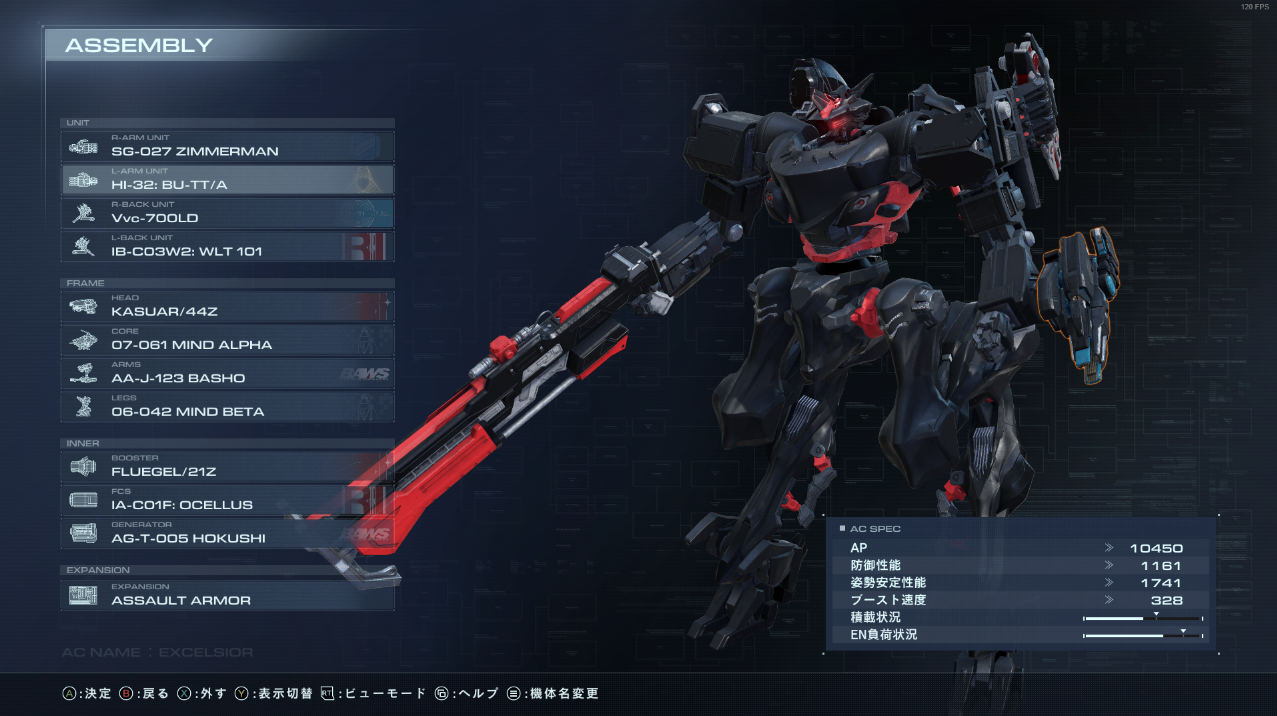 120 FPS
ASSEMBLY
UNIT
R-ARM UNIT
SG-027 ZIMMERMAN
L-ARM UNIT
HI-32: BU-TT/A
R-BACK UNIT
Vvc-700LD
L-BACK UNIT
IB-C03W2: WLT 101
FRAME
HEAD
KASUAR/44Z
CORE
07-061 MIND ALPHA
ARMS
AA-J-123 BASHO
BAWS
LEGS
06-042 MIND BETA
INNER
BOOSTER
FLUEGEL/21Z
FCS
IA-C01F: OCELLUS
GENERATOR
AG-T-005 HOKUSHI
BAWS
EXPANSION
EXPANSION
ASSAULT ARMOR
AC NAME : EXCELSIOR
AC SPEC
AP 10450
防御性能 1161
姿勢安定性能 1741
ブースト速度 328
積載状況
EN負荷状況
A:決定 B:戻る X:外す Y:表示切替 RT:ビューモード :ヘルプ :機体名変更